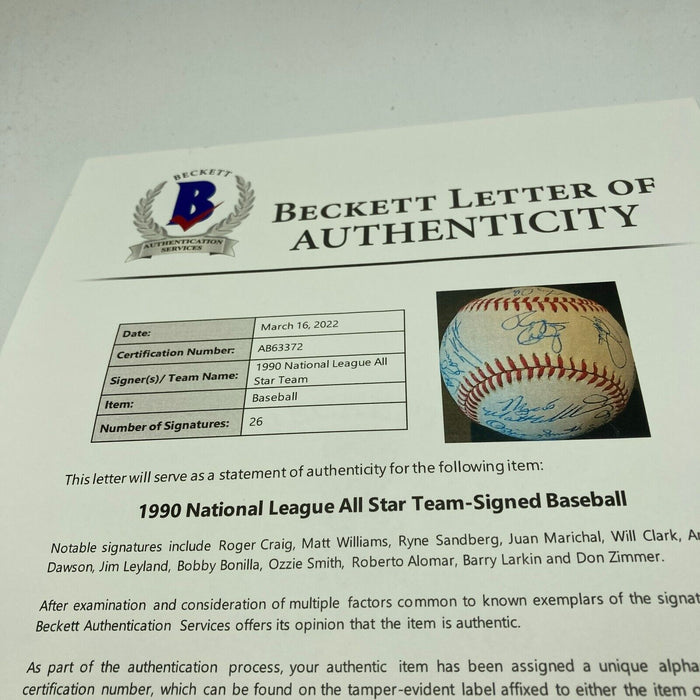 BECKETT
B
AUTHENTICATION
SERVICES
BECKETT LETTER OF
AUTHENTICITY
Date: March 16, 2022
Certification Number: AB63372
Signer(s)/ Team Name: 1990 National League All
Star Team
Item: Baseball
Number of Signatures: 26
This letter will serve as a statement of authenticity for the following item:
1990 National League All Star Team-Signed Baseball
Notable signatures include Roger Craig, Matt Williams, Ryne Sandberg, Juan Marichal, Will Clark,
Dawson, Jim Leyland, Bobby Bonilla, Ozzie Smith, Roberto Alomar, Barry Larkin and Don Zimmer.
After examination and consideration of multiple factors common to known exemplars of the signat
Beckett Authentication Services offers its opinion that the item is authentic.
As part of the authentication process, your authentic item has been assigned a unique alpha
certification number, which can be found on the tamper-evident label affixed to either the item